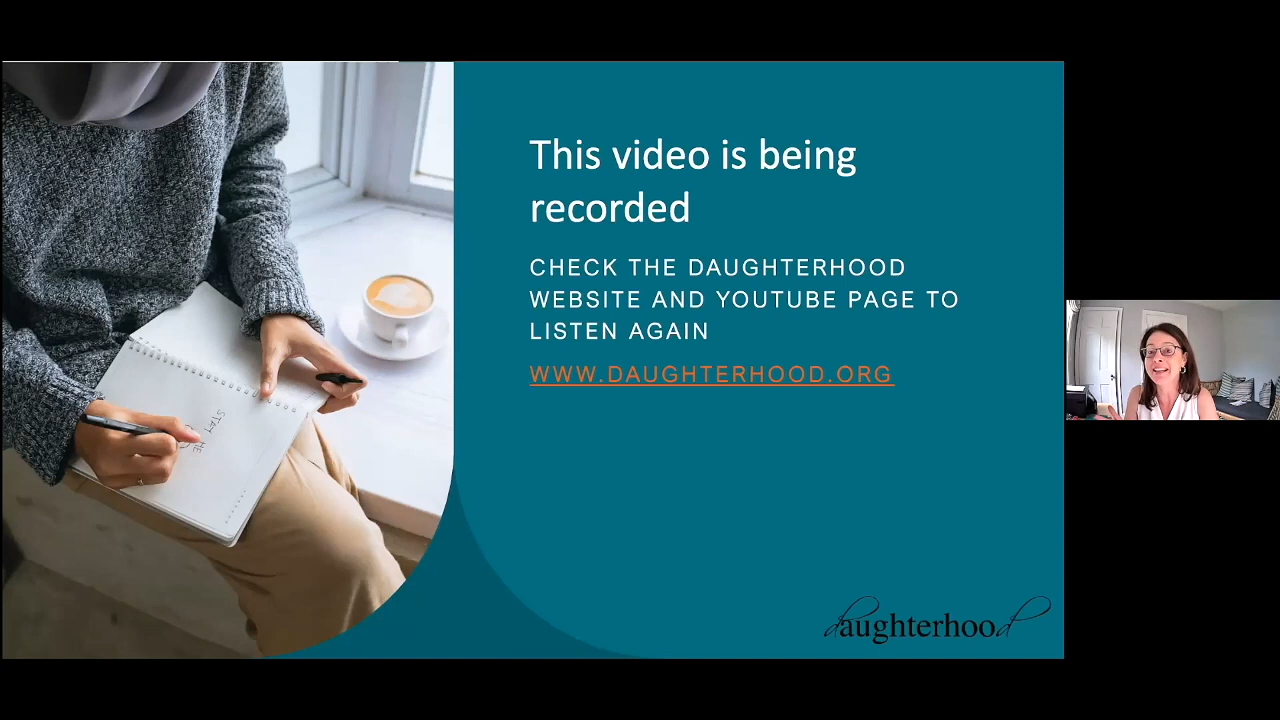 This video is being
recorded
CHECK THE DAUGHTERHOOD
WEBSITE AND YOUTUBE PAGE TO
LISTEN AGAIN
WWW.DAUGHTERHOOD.ORG
daughterhood